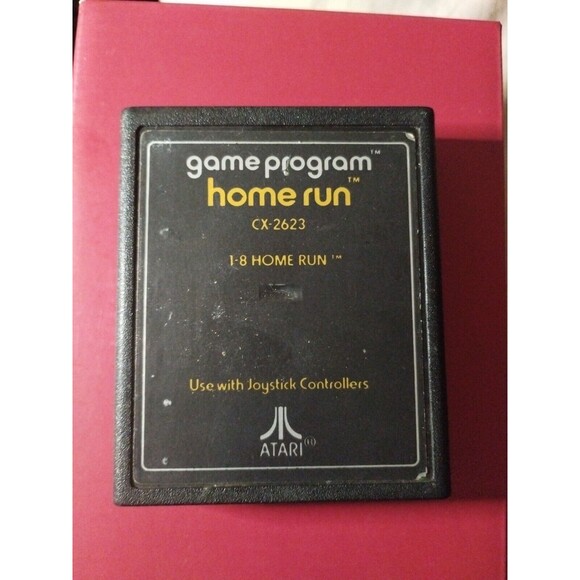 game program™
home run™
CX-2623
1-8 HOME RUN™
Use with Joystick Controllers
ATARI®